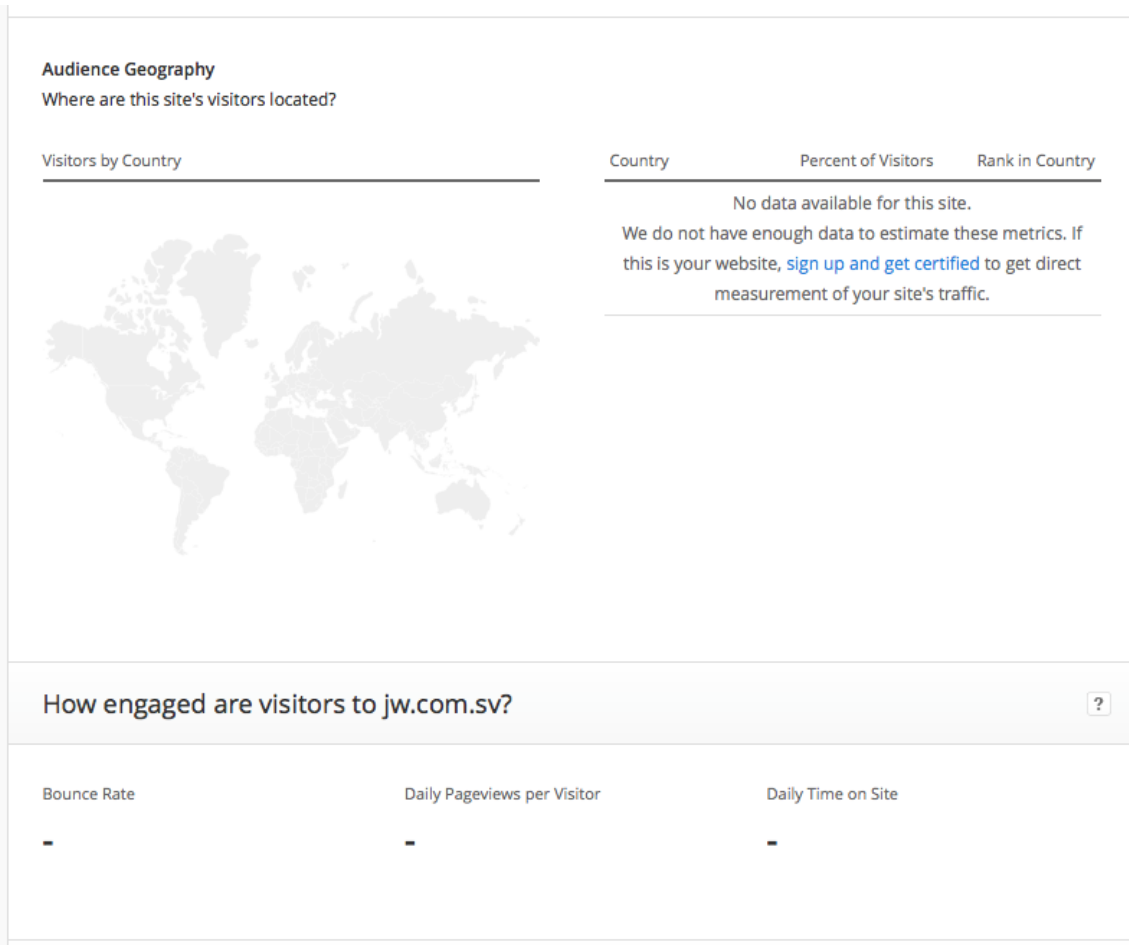 Audience Geography
Where are this site's visitors located?
Visitors by Country
Country Percent of Visitors Rank in Country
No data available for this site.
We do not have enough data to estimate these metrics. If
this is your website, sign up and get certified to get direct
measurement of your site's traffic.
How engaged are visitors to jw.com.sv?
?
Bounce Rate Daily Pageviews per Visitor Daily Time on Site
- - -